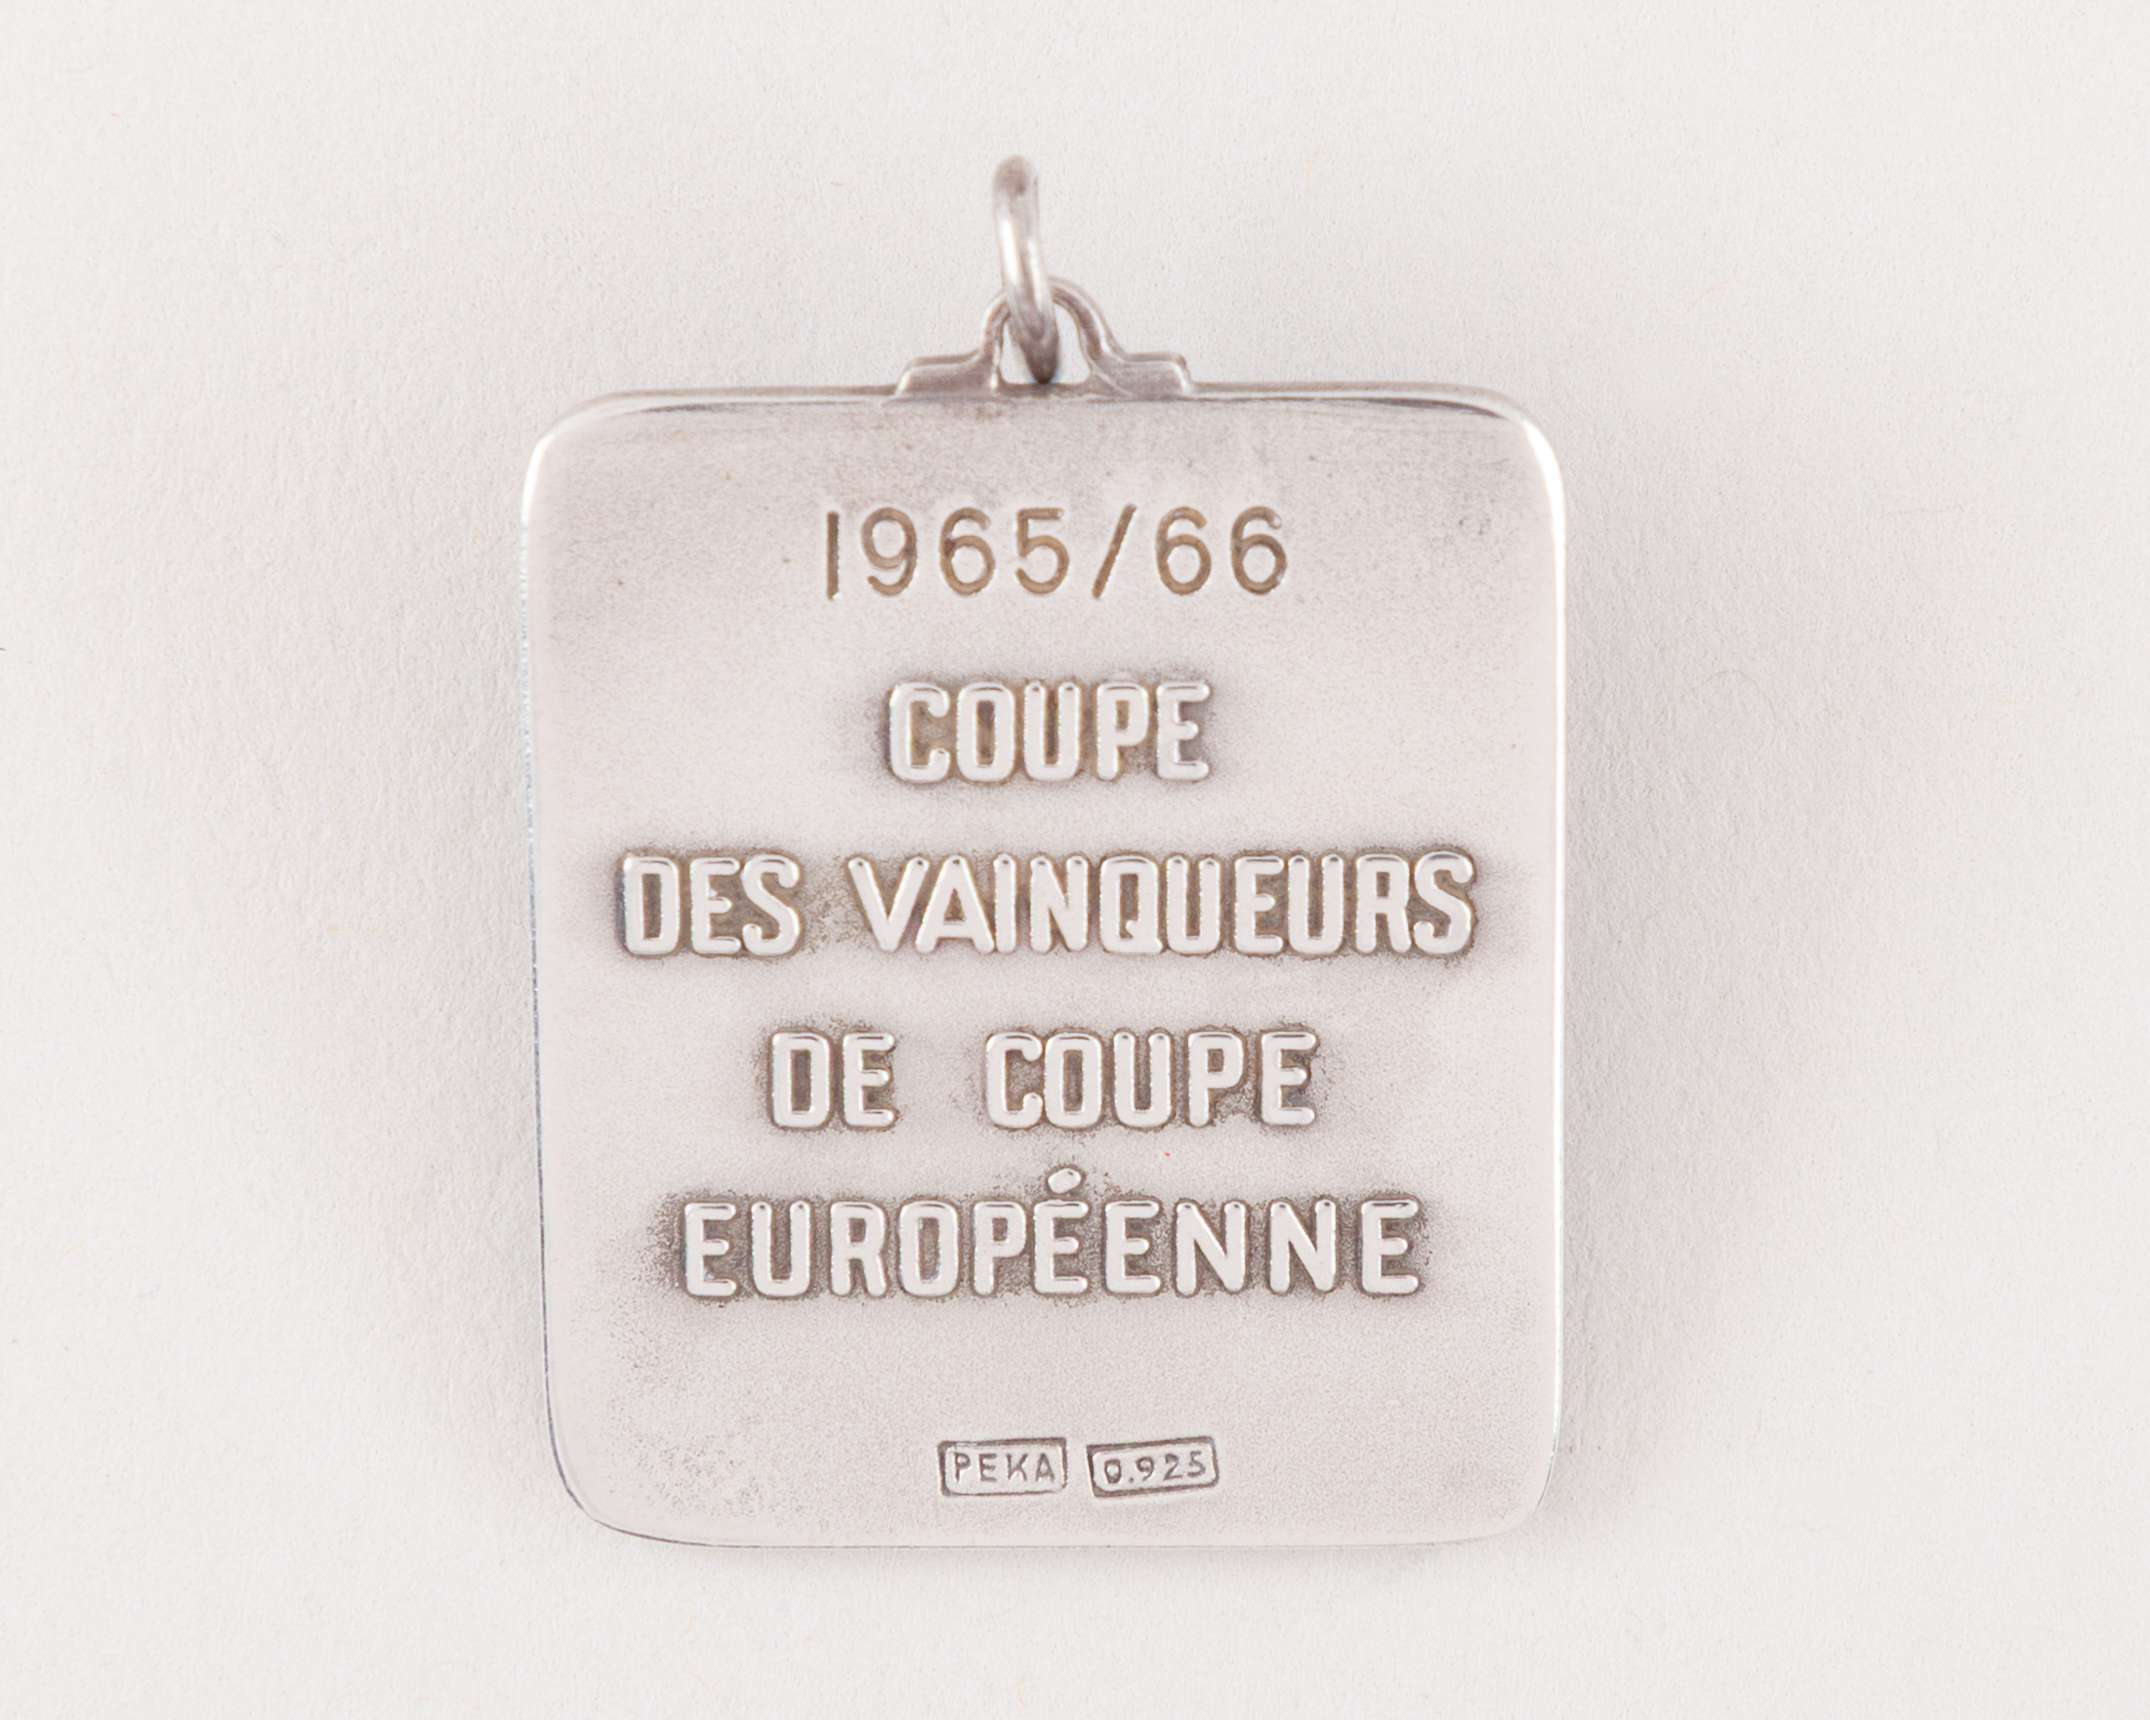 1965/66
COUPE
DES VAINQUEURS
DE COUPE
EUROPÉENNE
PEKA 0.925